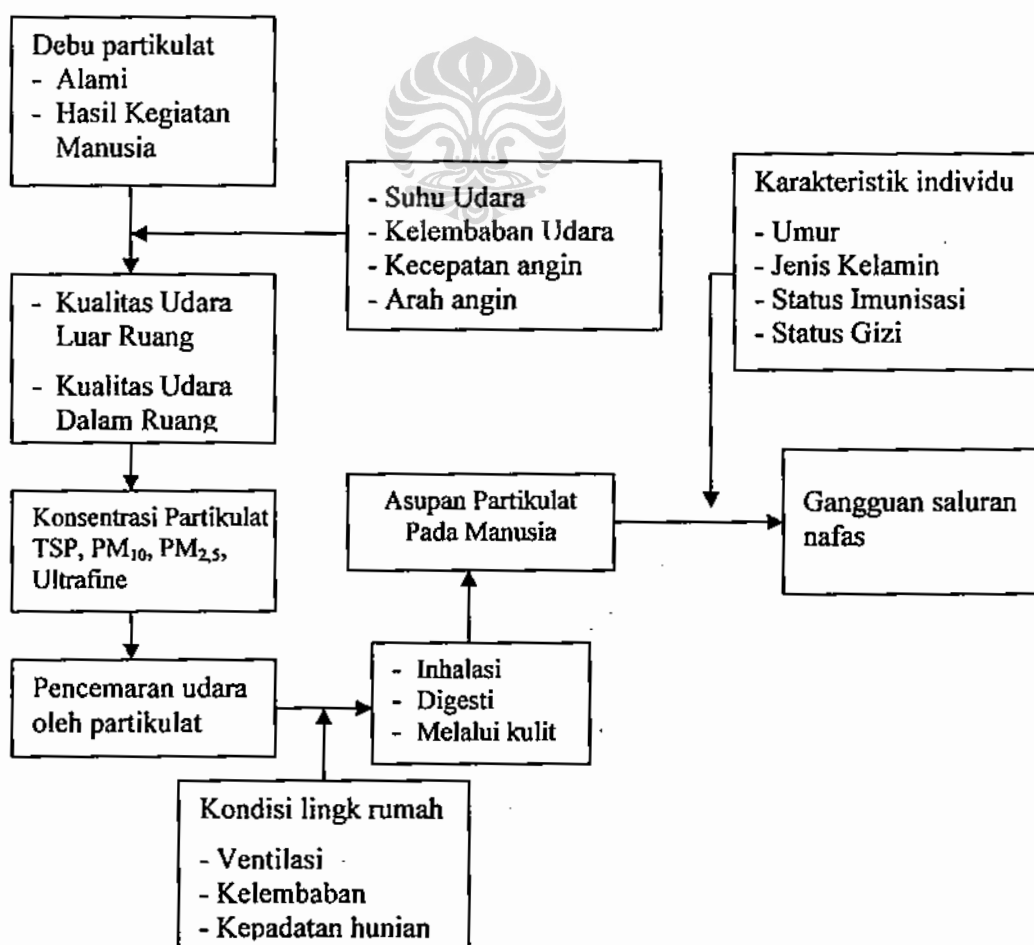 Debu partikulat
- Alami
- Hasil Kegiatan
Manusia
- Suhu Udara
- Kelembaban Udara
- Kecepatan angin
- Arah angin
Karakteristik individu
- Umur
- Jenis Kelamin
- Status Imunisasi
- Status Gizi
- Kualitas Udara
Luar Ruang
- Kualitas Udara
Dalam Ruang
Konsentrasi Partikulat
TSP, PM₁₀, PM₂,₅,
Ultrafine
Asupan Partikulat
Pada Manusia
Gangguan saluran
nafas
Pencemaran udara
oleh partikulat
- Inhalasi
- Digesti
- Melalui kulit
Kondisi lingk rumah
- Ventilasi
- Kelembaban
- Kepadatan hunian